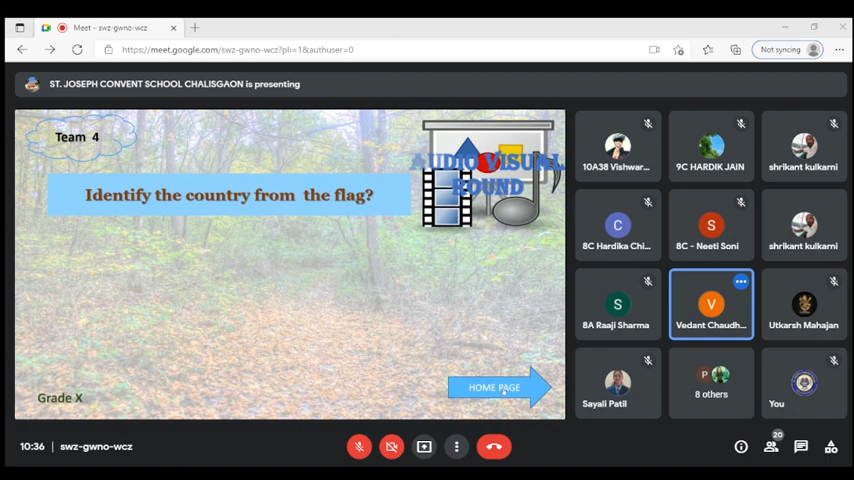 Meet – swz-gwno-wcz
https://meet.google.com/swz-gwno-wcz?pli=1&authuser=0
Not syncing
ST. JOSEPH CONVENT SCHOOL CHALISGAON is presenting
Team 4
AUDIO VISUAL
ROUND
Identify the country from the flag?
HOME PAGE
Grade X
10A38 Vishwar...
9C HARDIK JAIN
shrikant kulkarni
C
8C Hardika Chi...
S
8C - Neeti Soni
shrikant kulkarni
S
8A Raaji Sharma
V
Vedant Chaudh...
Utkarsh Mahajan
Sayali Patil
P
8 others
You
10:36
swz-gwno-wcz
20